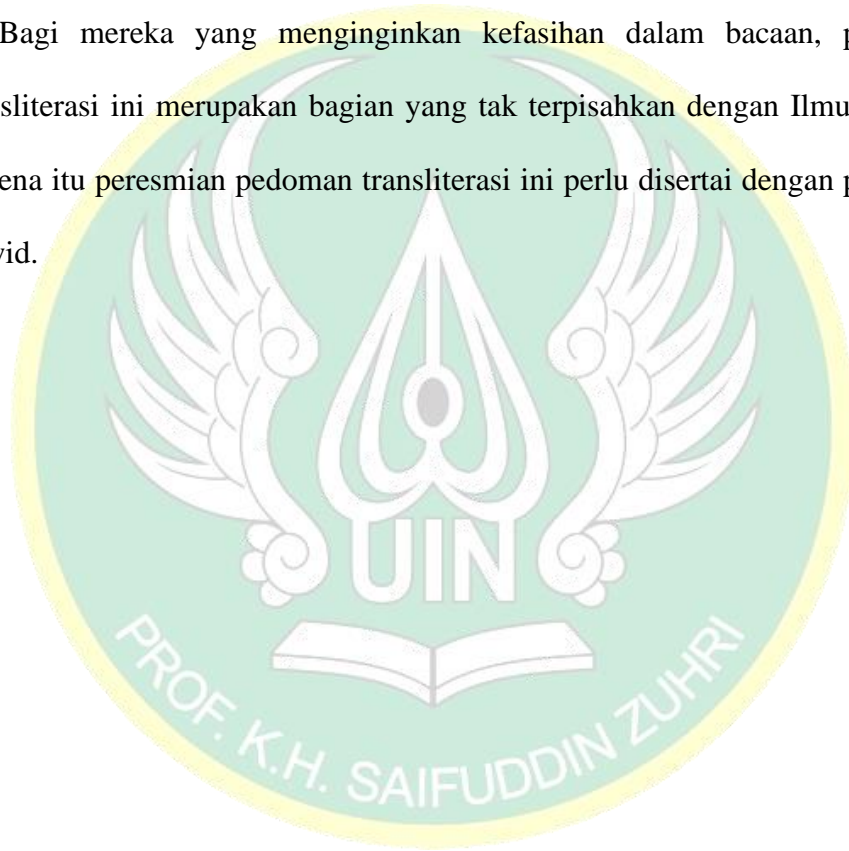 Bagi mereka yang menginginkan kefasihan dalam bacaan, p
sliterasi ini merupakan bagian yang tak terpisahkan dengan Ilmu
ena itu peresmian pedoman transliterasi ini perlu disertai dengan p
vid.
UIN
PROF. K.H. SAIFUDDIN ZUHRI